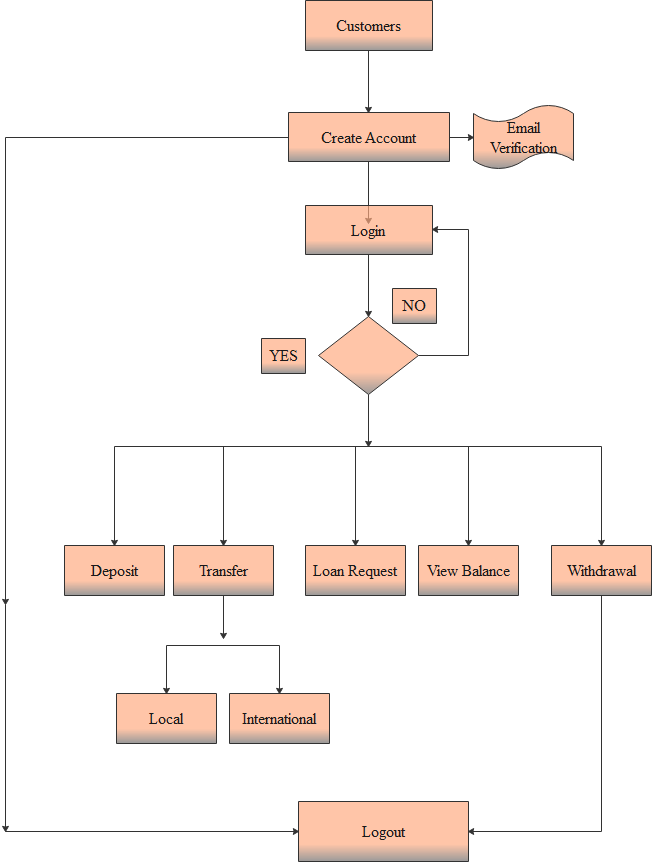 Customers
Create Account
Email
Verification
Login
NO
YES
Deposit
Transfer
Loan Request
View Balance
Withdrawal
Local
International
Logout